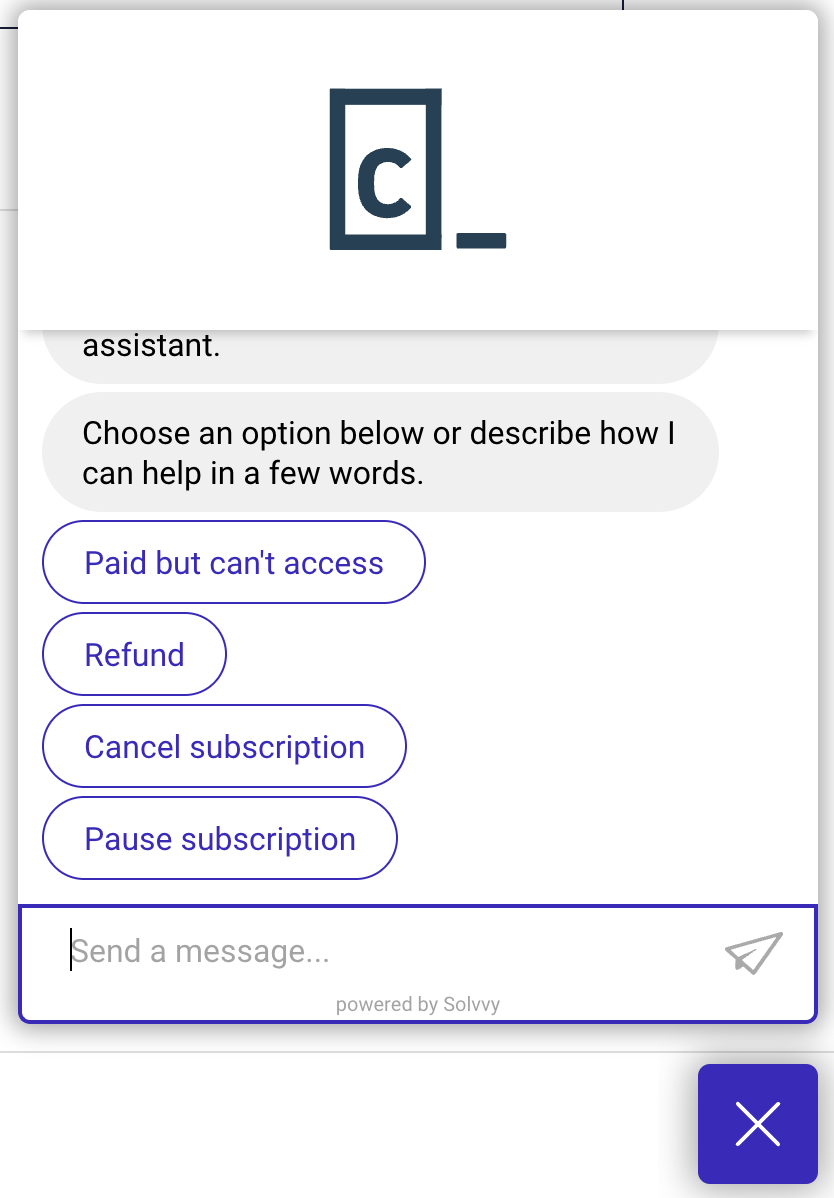 C_
assistant.
Choose an option below or describe how I
can help in a few words.
Paid but can't access
Refund
Cancel subscription
Pause subscription
Send a message...
powered by Solvvy